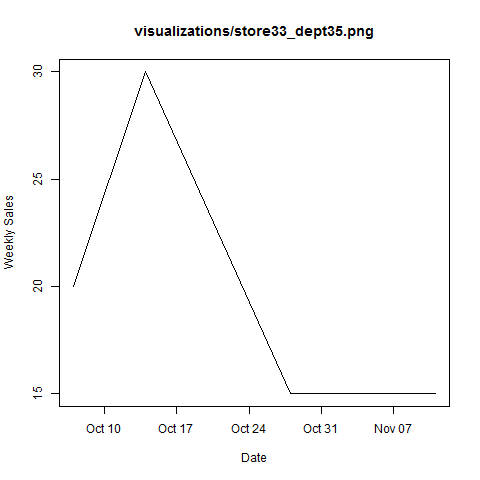 visualizations/store33_dept35.png
Weekly Sales
30
25
20
15
Oct 10
Oct 17
Oct 24
Oct 31
Nov 07
Date